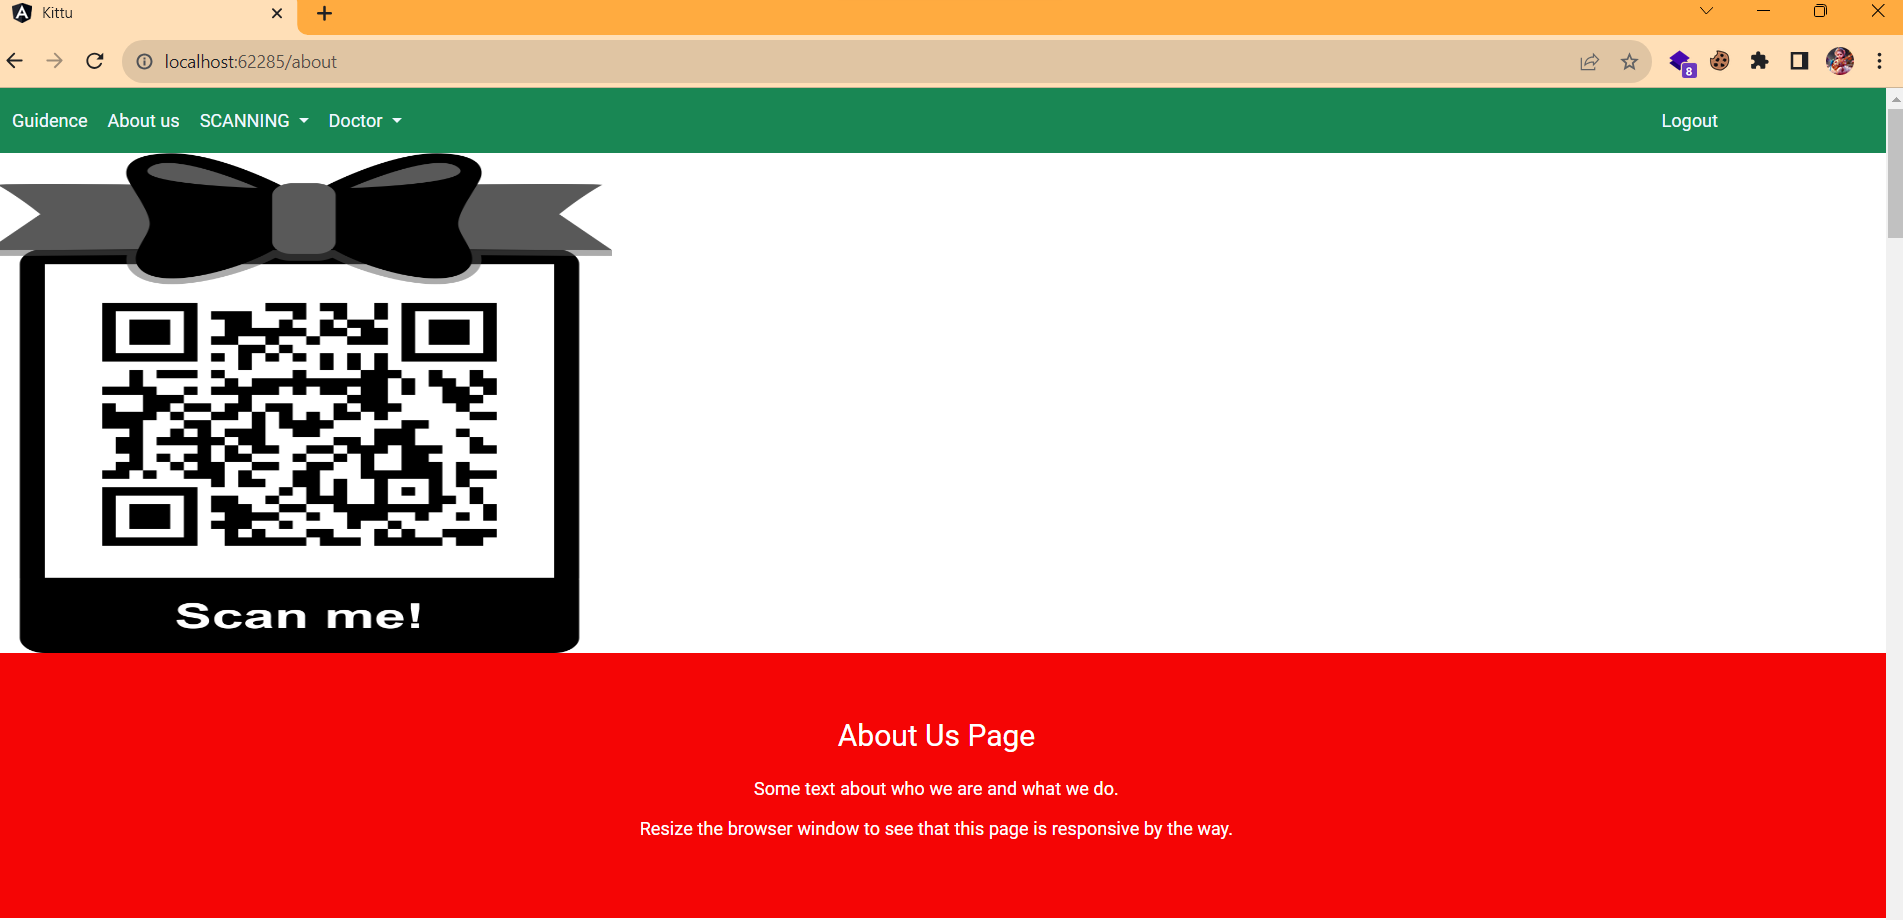 Kittu
localhost:62285/about
8
Guidence About us SCANNING Doctor Logout
Scan me!
About Us Page
Some text about who we are and what we do.
Resize the browser window to see that this page is responsive by the way.